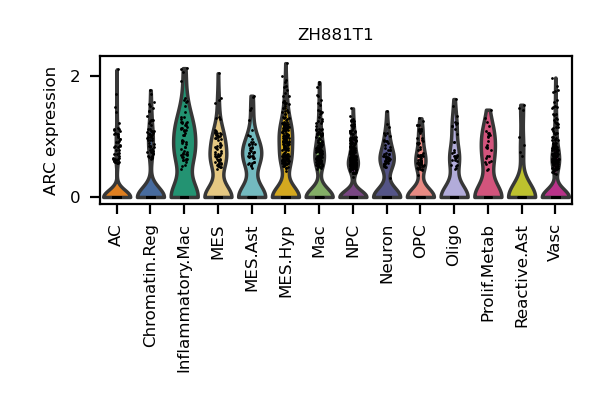 ZH881T1
ARC expression
2
0
AC
Chromatin.Reg
Inflammatory.Mac
MES
MES.Ast
MES.Hyp
Mac
NPC
Neuron
OPC
Oligo
Prolif.Metab
Reactive.Ast
Vasc